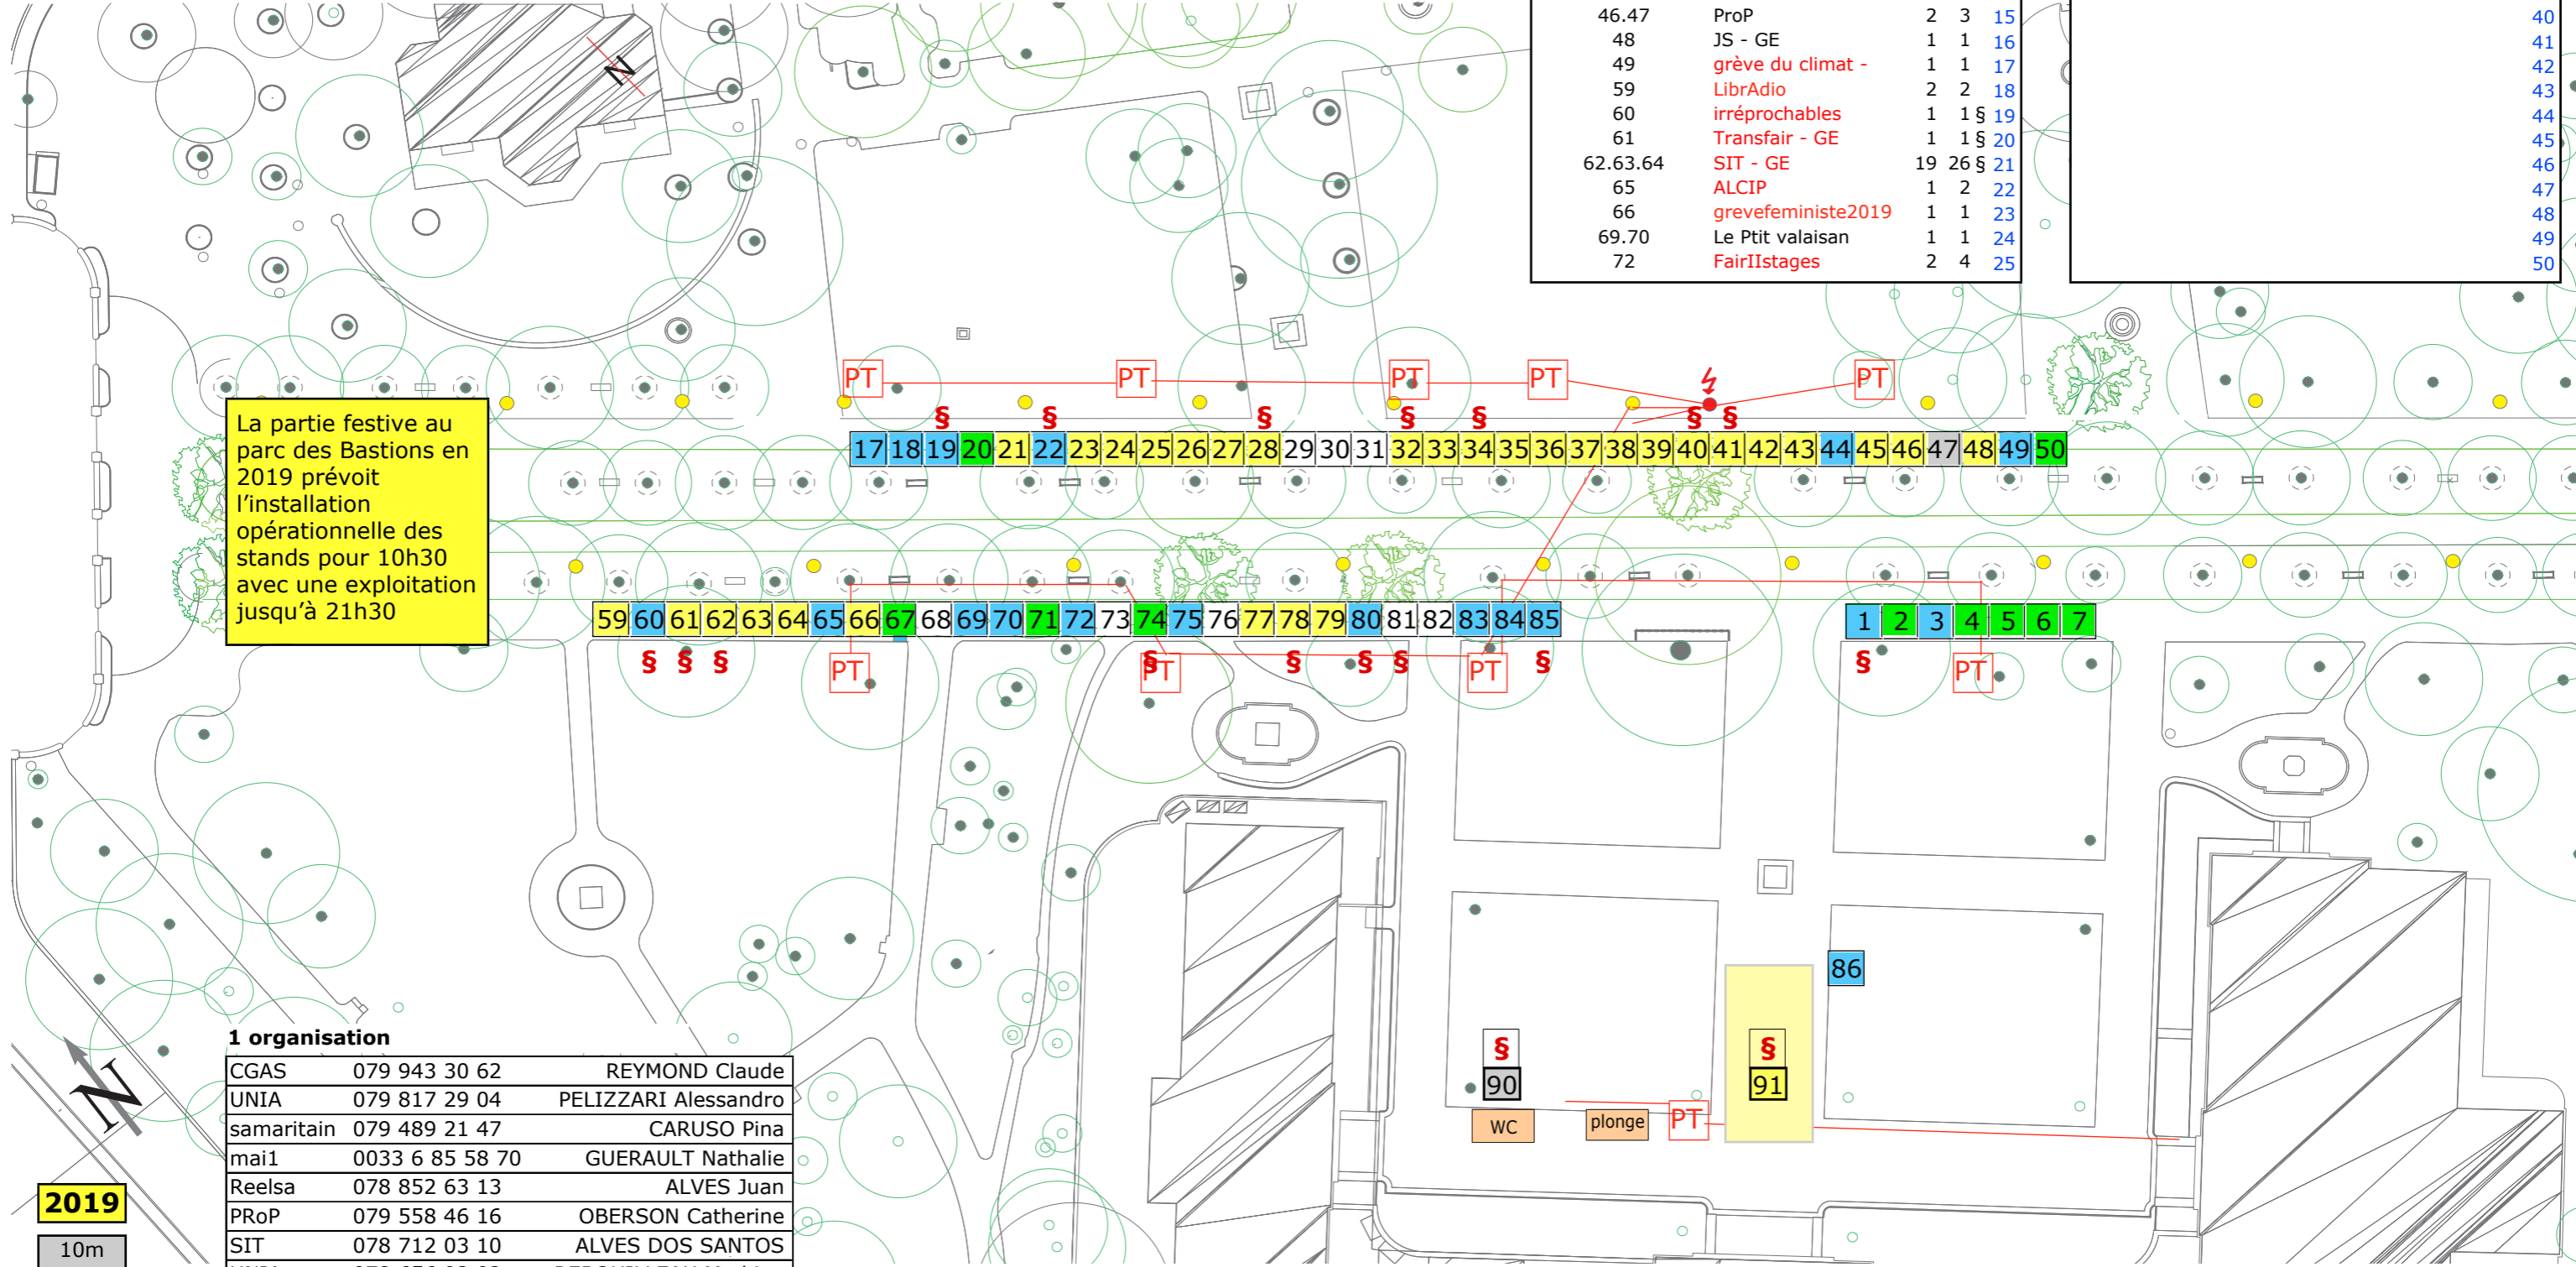 46.47 ProP 2 3 15
48 JS - GE 1 1 16
49 grève du climat - 1 1 17
59 LibrAdio 2 2 18
60 irréprochables 1 1 § 19
61 Transfair - GE 1 1 § 20
62.63.64 SIT - GE 19 26 § 21
65 ALCIP 1 2 22
66 grevefeministe2019 1 1 23
69.70 Le Ptit valaisan 1 1 24
72 FairIIstages 2 4 25
40
41
42
43
44
45
46
47
48
49
50
N
PT PT PT PT PT
§ § § § § § §
17 18 19 20 21 22 23 24 25 26 27 28 29 30 31 32 33 34 35 36 37 38 39 40 41 42 43 44 45 46 47 48 49 50
La partie festive au
parc des Bastions en
2019 prévoit
l'installation
opérationnelle des
stands pour 10h30
avec une exploitation
jusqu'à 21h30
59 60 61 62 63 64 65 66 67 68 69 70 71 72 73 74 75 76 77 78 79 80 81 82 83 84 85
1 2 3 4 5 6 7
§ § § § § § § § §
PT PT PT PT
86
§ §
90 91
WC plonge PT
1 organisation
CGAS 079 943 30 62 REYMOND Claude
UNIA 079 817 29 04 PELIZZARI Alessandro
samaritain 079 489 21 47 CARUSO Pina
mai1 0033 6 85 58 70 GUERAULT Nathalie
Reelsa 078 852 63 13 ALVES Juan
PRoP 079 558 46 16 OBERSON Catherine
SIT 078 712 03 10 ALVES DOS SANTOS
N
2019
10m